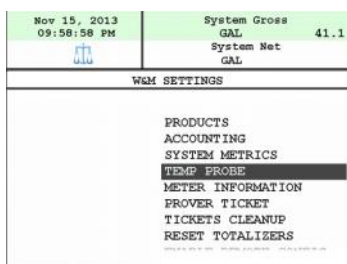 Nov 15, 2013
09:58:58 PM
System Gross
GAL 41.1
System Net
GAL
W&M SETTINGS
PRODUCTS
ACCOUNTING
SYSTEM METRICS
TEMP PROBE
METER INFORMATION
PROVER TICKET
TICKETS CLEANUP
RESET TOTALIZERS